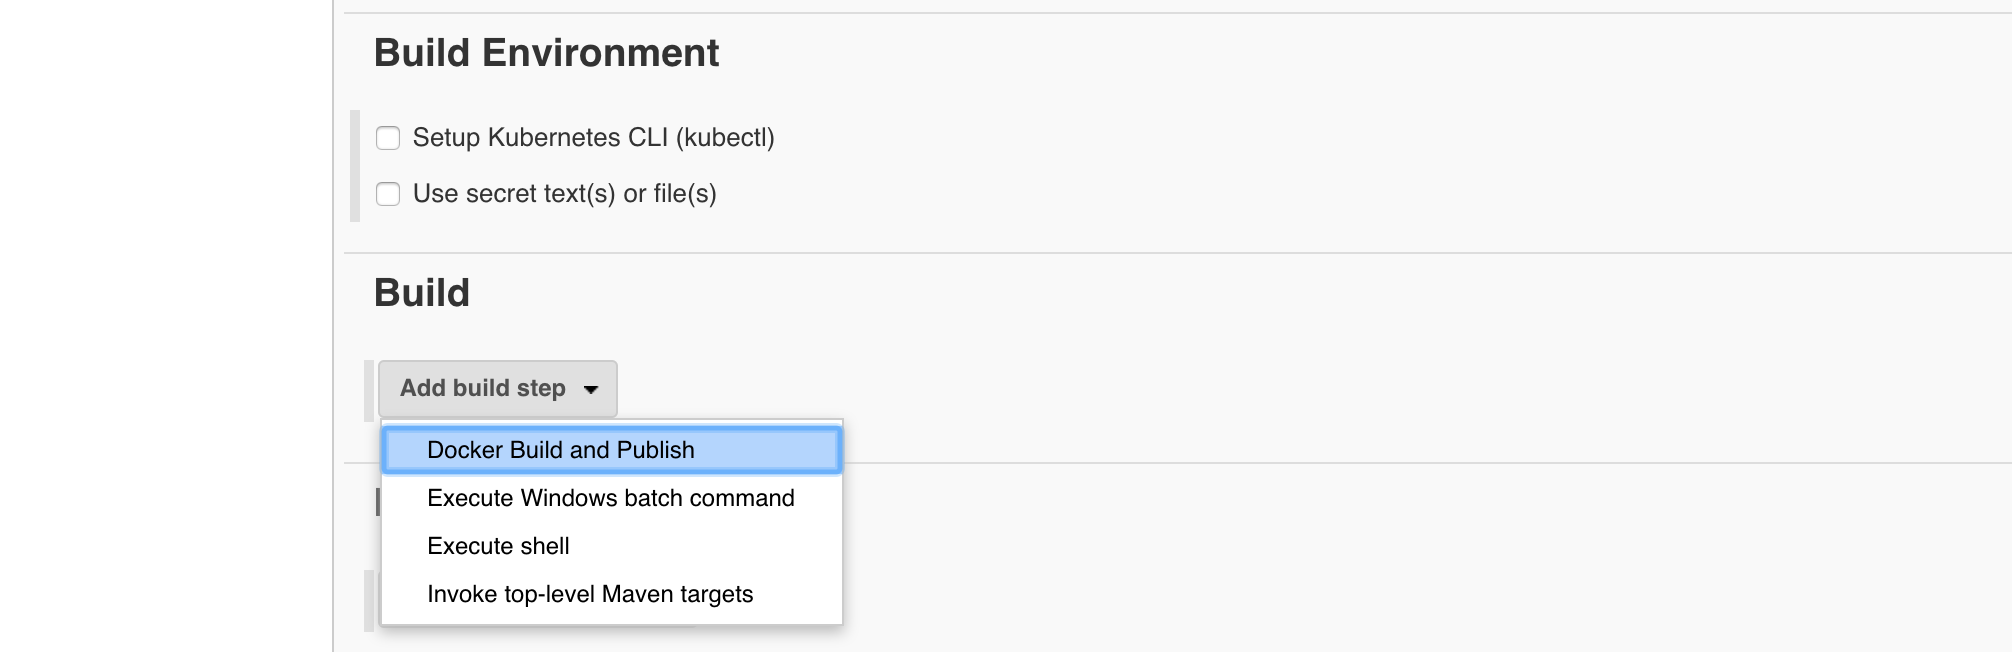 Build Environment
Setup Kubernetes CLI (kubectl)
Use secret text(s) or file(s)
Build
Add build step
Docker Build and Publish
Execute Windows batch command
Execute shell
Invoke top-level Maven targets